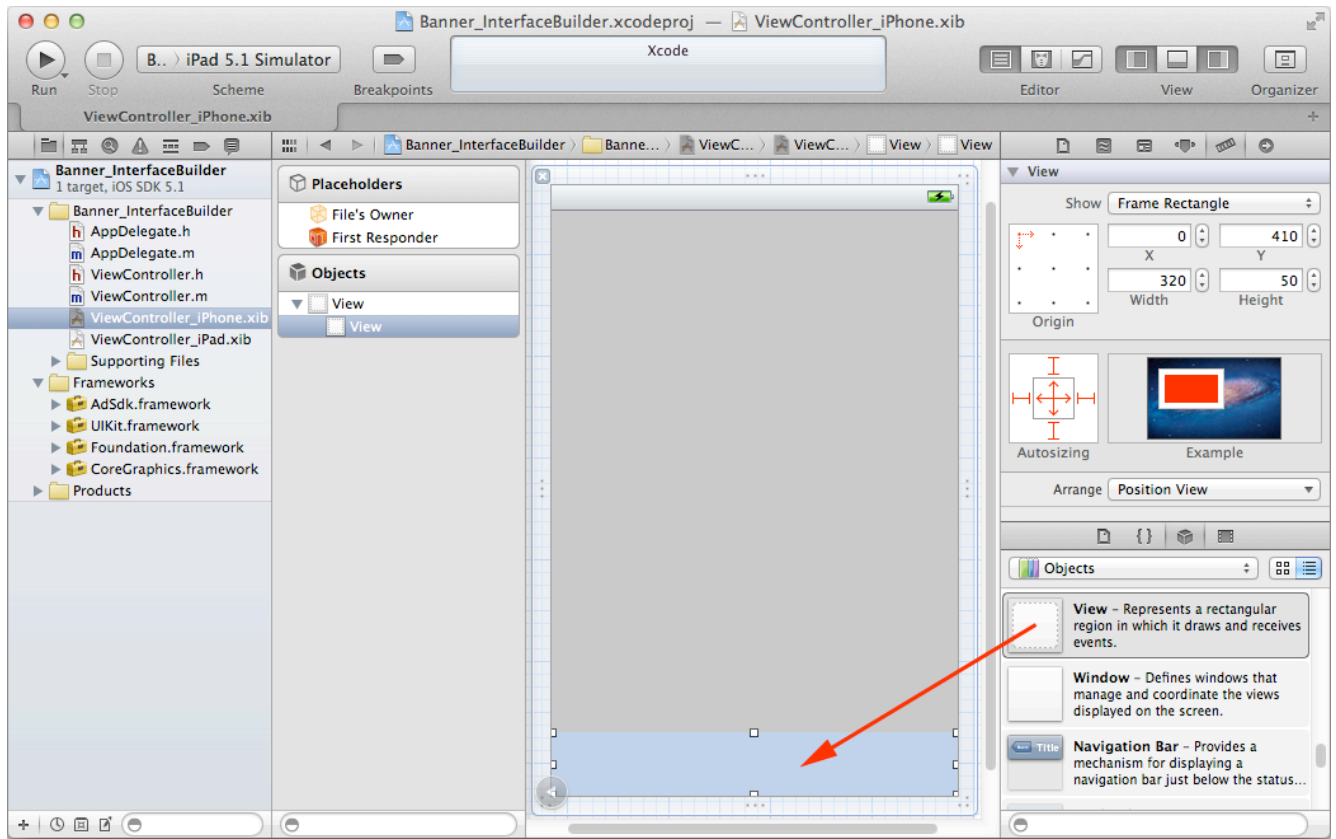 Banner_InterfaceBuilder.xcodeproj — ViewController_iPhone.xib
B.. 〉 iPad 5.1 Simulator
Xcode
Run Stop Scheme Breakpoints Editor View Organizer
ViewController_iPhone.xib
Banner_InterfaceBuilder 〉 Banne... 〉 ViewC... 〉 ViewC... 〉 View 〉 View
Banner_InterfaceBuilder
1 target, iOS SDK 5.1
Banner_InterfaceBuilder
AppDelegate.h
AppDelegate.m
ViewController.h
ViewController.m
ViewController_iPhone.xib
ViewController_iPad.xib
Supporting Files
Frameworks
AdSdk.framework
UIKit.framework
Foundation.framework
CoreGraphics.framework
Products
Placeholders
File's Owner
First Responder
Objects
View
View
View
Show Frame Rectangle
0 410
X Y
320 50
Width Height
Origin
Autosizing Example
Arrange Position View
{ }
Objects
View – Represents a rectangular
region in which it draws and receives
events.
Window – Defines windows that
manage and coordinate the views
displayed on the screen.
Title
Navigation Bar – Provides a
mechanism for displaying a
navigation bar just below the status...